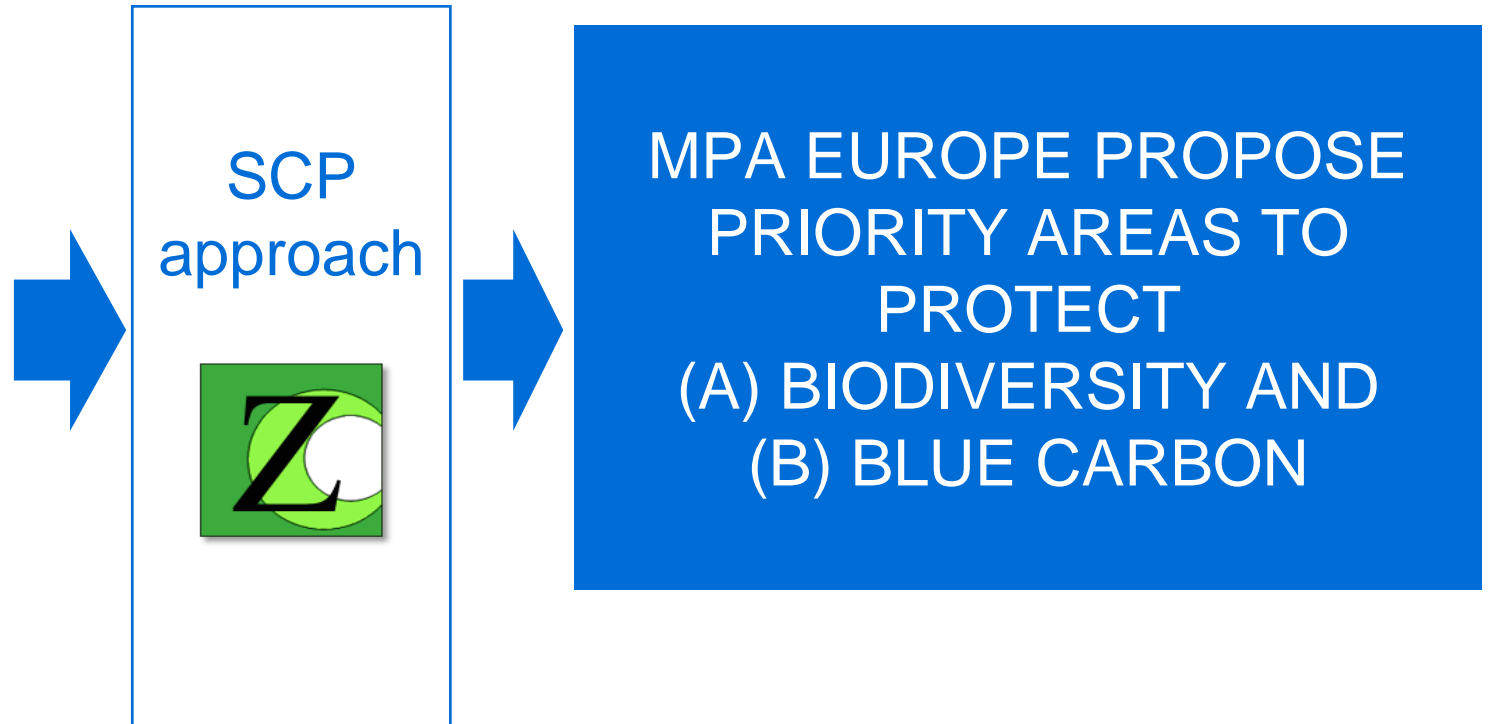 SCP
approach
Z
MPA EUROPE PROPOSE
PRIORITY AREAS TO
PROTECT
(A) BIODIVERSITY AND
(B) BLUE CARBON